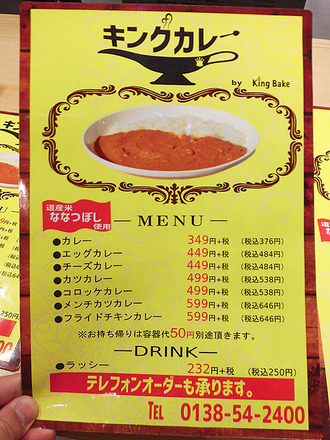 キングカレー
by King Bake
道産米
ななつぼし
使用
MENU
●カレー 349円+税 (税込376円)
●エッグカレー 449円+税 (税込484円)
●チーズカレー 449円+税 (税込484円)
●カツカレー 499円+税 (税込538円)
●コロッケカレー 499円+税 (税込538円)
●メンチカツカレー 599円+税 (税込646円)
●フライドチキンカレー 599円+税 (税込646円)
※お持ち帰りは容器代50円別途頂きます。
DRINK
●ラッシー 232円+税 (税込250円)
テレフォンオーダーも承ります。
TEL 0138-54-2400